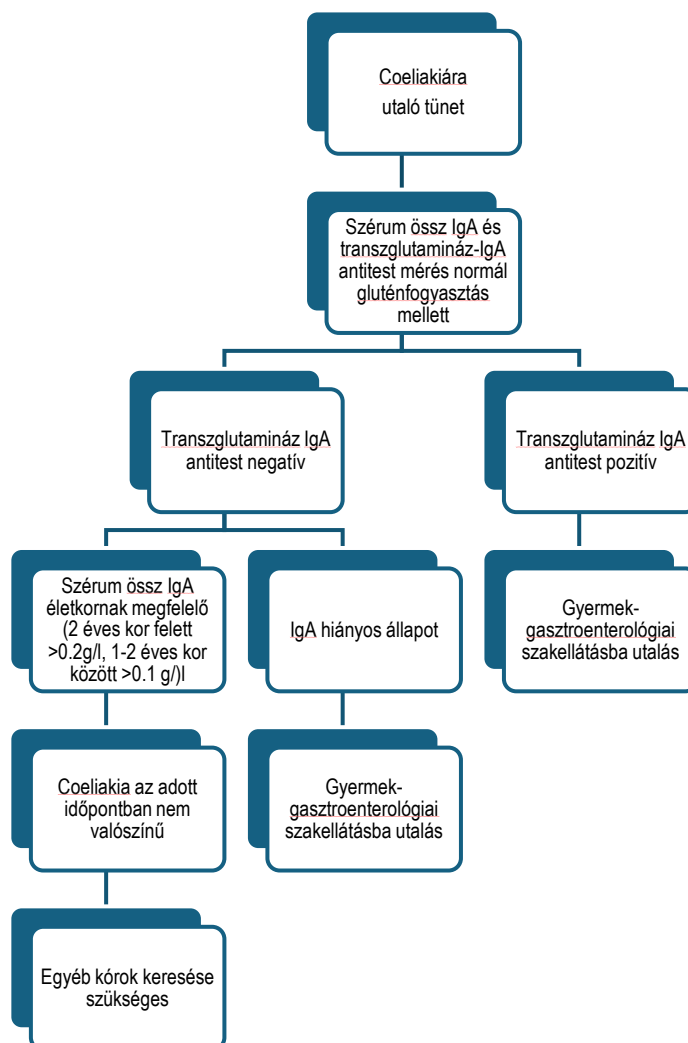 Coeliakiára
utaló tünet
Szérum össz IgA és
transzglutamináz-IgA
antitest mérés normál
gluténfogyasztás
mellett
Transzglutamináz IgA
antitest negatív
Transzglutamináz IgA
antitest pozitív
Szérum össz IgA
életkornak megfelelő
(2 éves kor felett
>0.2g/l, 1-2 éves kor
között >0.1 g/)l
IgA hiányos állapot
Gyermek-
gasztroenterológiai
szakellátásba utalás
Coeliakia az adott
időpontban nem
valószínű
Gyermek-
gasztroenterológiai
szakellátásba utalás
Egyéb kórok keresése
szükséges